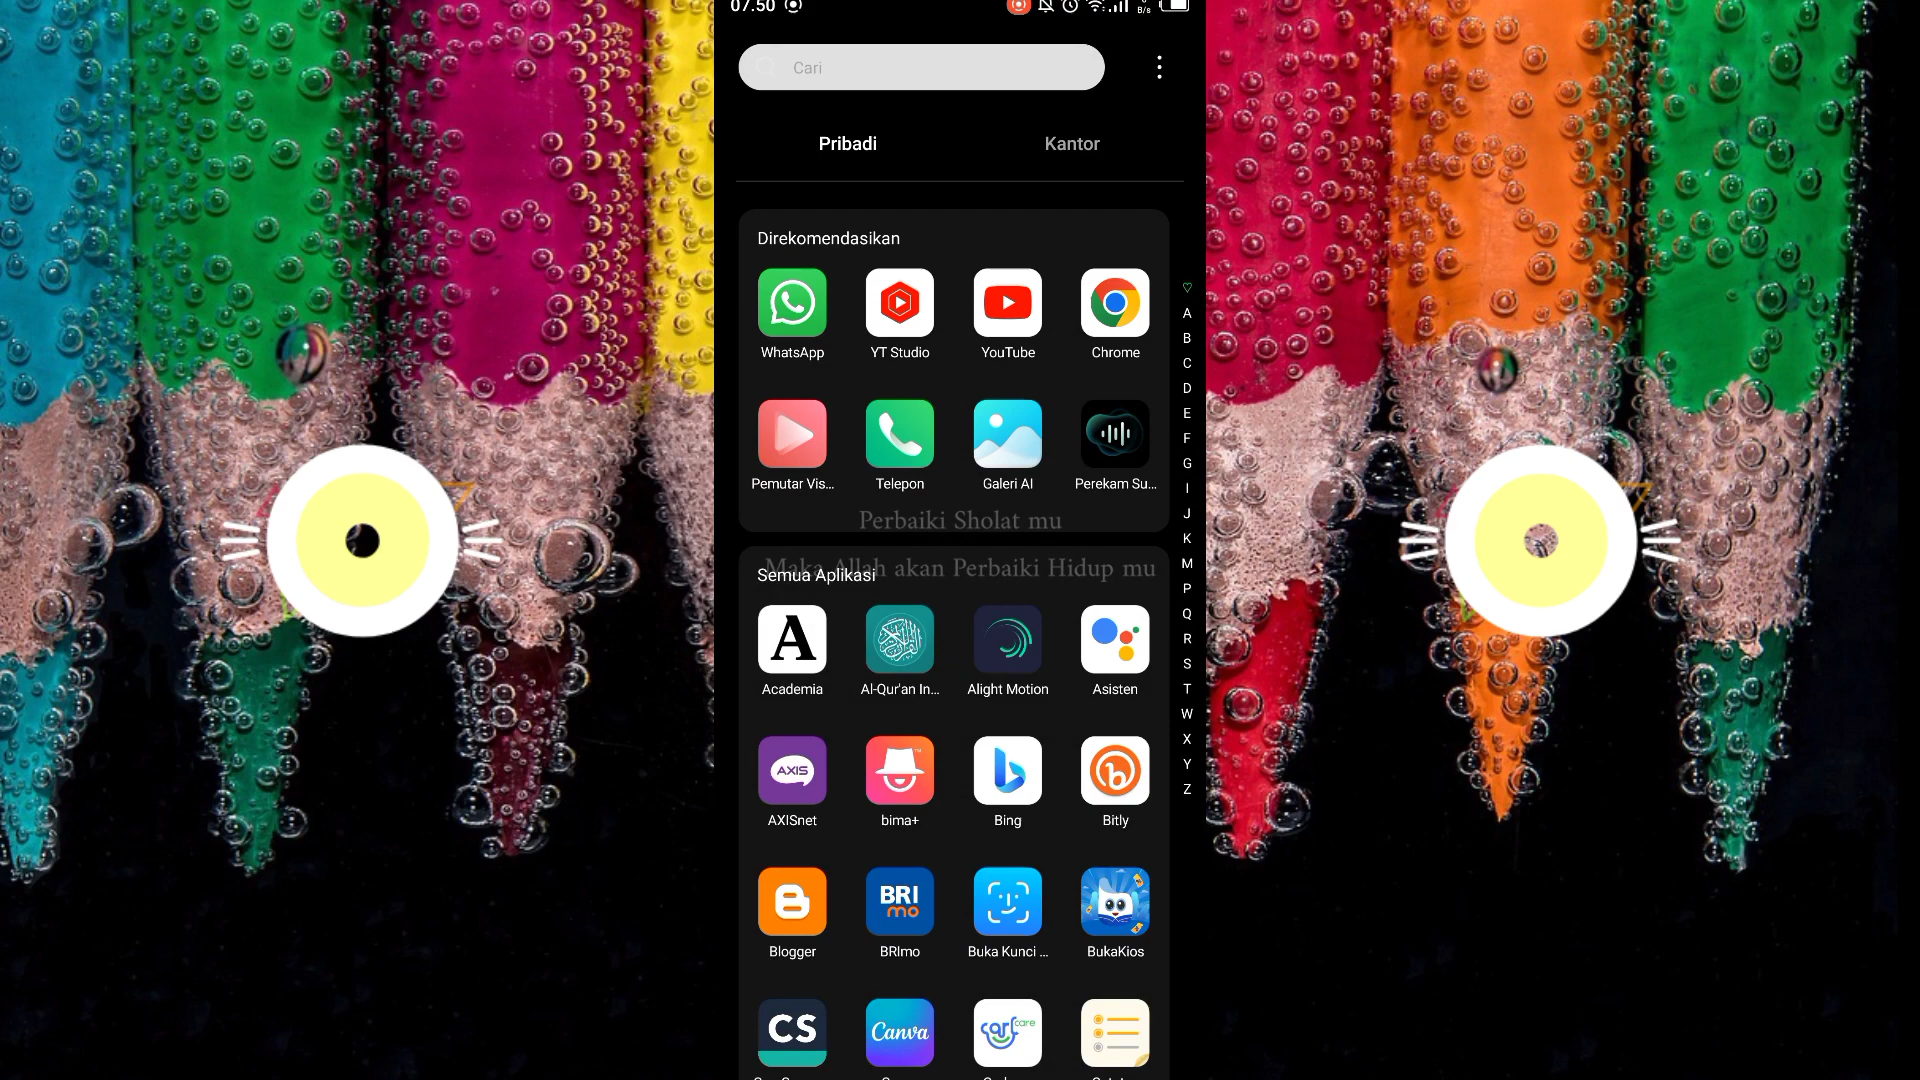 07.50
B/s
Cari
Pribadi
Kantor
Direkomendasikan
WhatsApp
YT Studio
YouTube
Chrome
Pemutar Vis...
Telepon
Galeri AI
Perekam Su...
Perbaiki Sholat mu
Maka Allah akan Perbaiki Hidup mu
Semua Aplikasi
A
Academia
Al-Qur'an In...
Alight Motion
Asisten
AXIS
AXISnet
bima+
Bing
Bitly
BRI
mo
Blogger
BRImo
Buka Kunci ...
BukaKios
CS
Canva
carlcare
A
B
C
D
E
F
G
I
J
K
M
P
Q
R
S
T
W
X
Y
Z